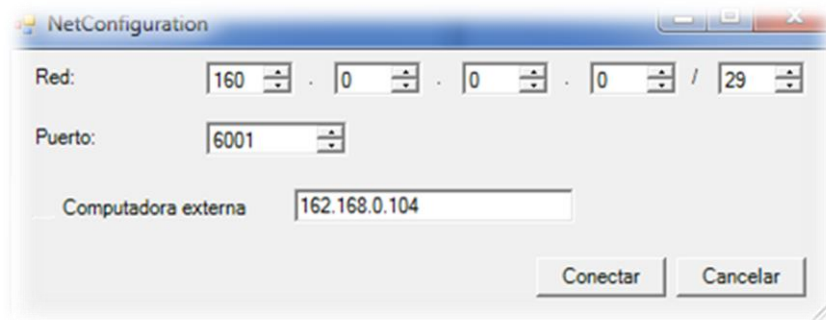 NetConfiguration
Red: 160 . 0 . 0 . 0 / 29
Puerto: 6001
Computadora externa 162.168.0.104
Conectar Cancelar